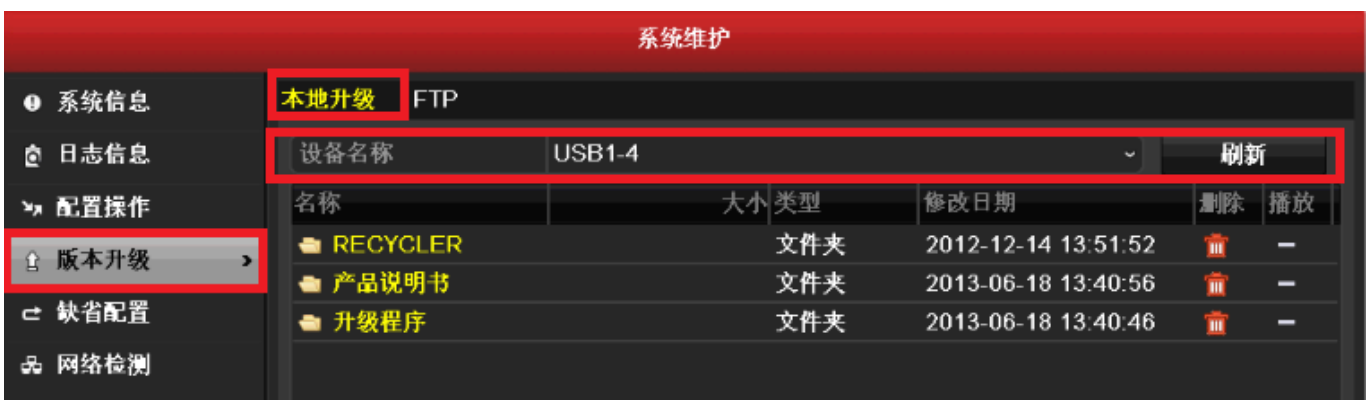 系统维护
系统信息
日志信息
配置操作
版本升级
缺省配置
网络检测
本地升级 FTP
设备名称 USB1-4 刷新
名称 大小 类型 修改日期 删除 播放
RECYCLER 文件夹 2012-12-14 13:51:52 –
产品说明书 文件夹 2013-06-18 13:40:56 –
升级程序 文件夹 2013-06-18 13:40:46 –